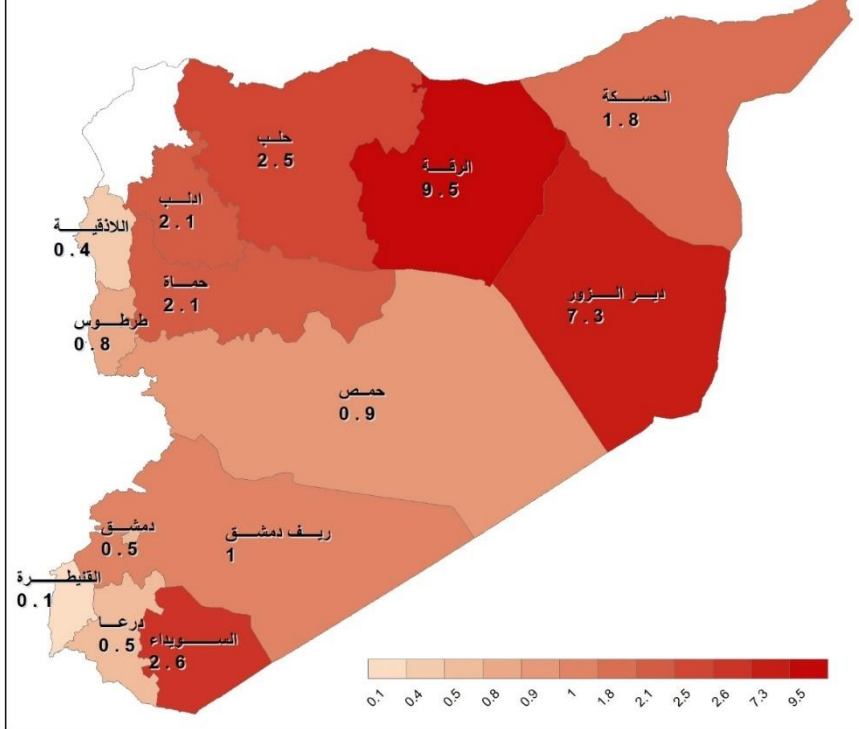 الحسكة
1.8
حلب
2.5
الرقة
9.5
ادلب
2.1
اللاذقية
0.4
حماة
2.1
دير الزور
7.3
طرطوس
0.8
حمص
0.9
دمشق
0.5
ريف دمشق
1
القنيطرة
0.1
درعا
0.5
السويداء
2.6
0.1 0.4 0.5 0.8 0.9 1 1.8 2.1 2.5 2.6 7.3 9.5